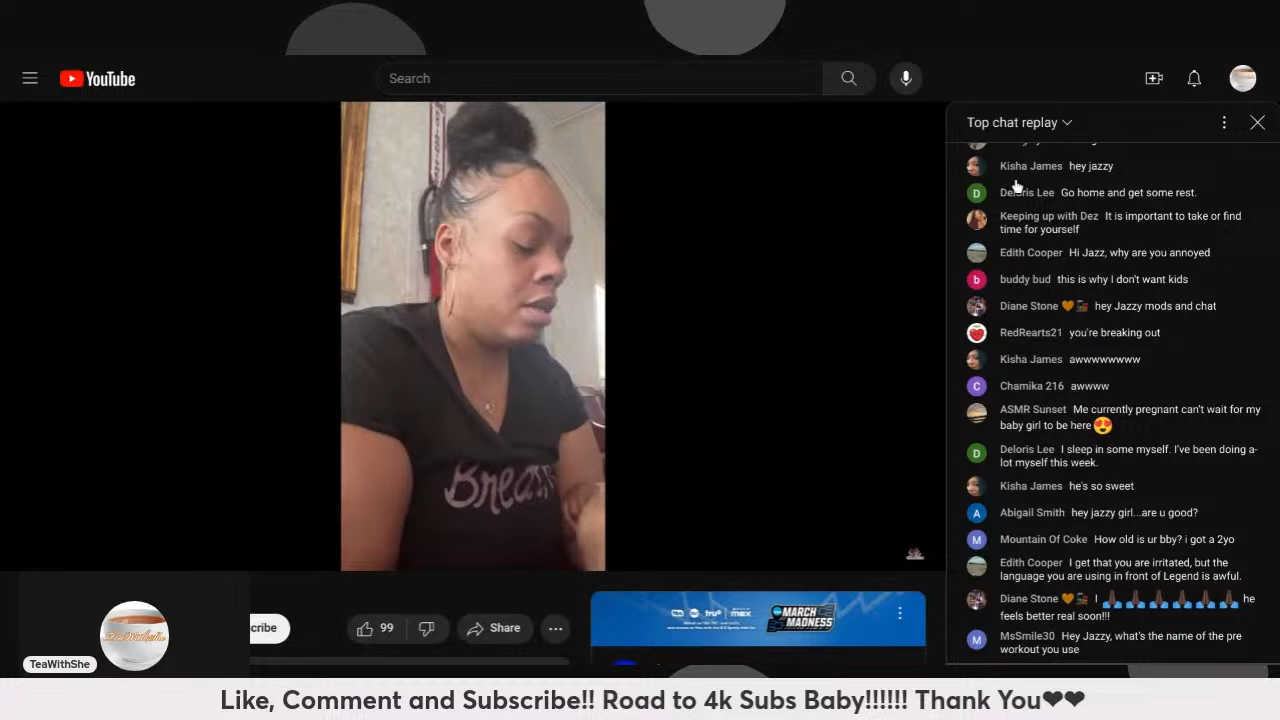 YouTube
Search
Top chat replay
Kisha James hey jazzy
Deloris Lee Go home and get some rest.
Keeping up with Dez It is important to take or find
time for yourself
Edith Cooper Hi Jazz, why are you annoyed
b
buddy bud this is why I don't want kids
Diane Stone 🧡 hey Jazzy mods and chat
RedRearts21 you're breaking out
Kisha James awwwwwwww
C
Chamika 216 awwww
ASMR Sunset Me currently pregnant can't wait for my
baby girl to be here 😍
D
Deloris Lee I sleep in some myself. I've been doing a-
lot myself this week.
Kisha James he's so sweet
A
Abigail Smith hey jazzy girl...are u good?
M
Mountain Of Coke How old is ur bby? i got a 2yo
Edith Cooper I get that you are irritated, but the
language you are using in front of Legend is awful.
Diane Stone 🧡 I 🙏🏿🙏🏿🙏🏿🙏🏿🙏🏿🙏🏿 he
feels better real soon!!!
M
MsSmile30 Hey Jazzy, what's the name of the pre
workout you use
Brea
TeaWithShe
TeaWithShe
cribe
99
Share
tru
max
MARCH
MADNESS
Like, Comment and Subscribe!! Road to 4k Subs Baby!!!!!! Thank You❤❤